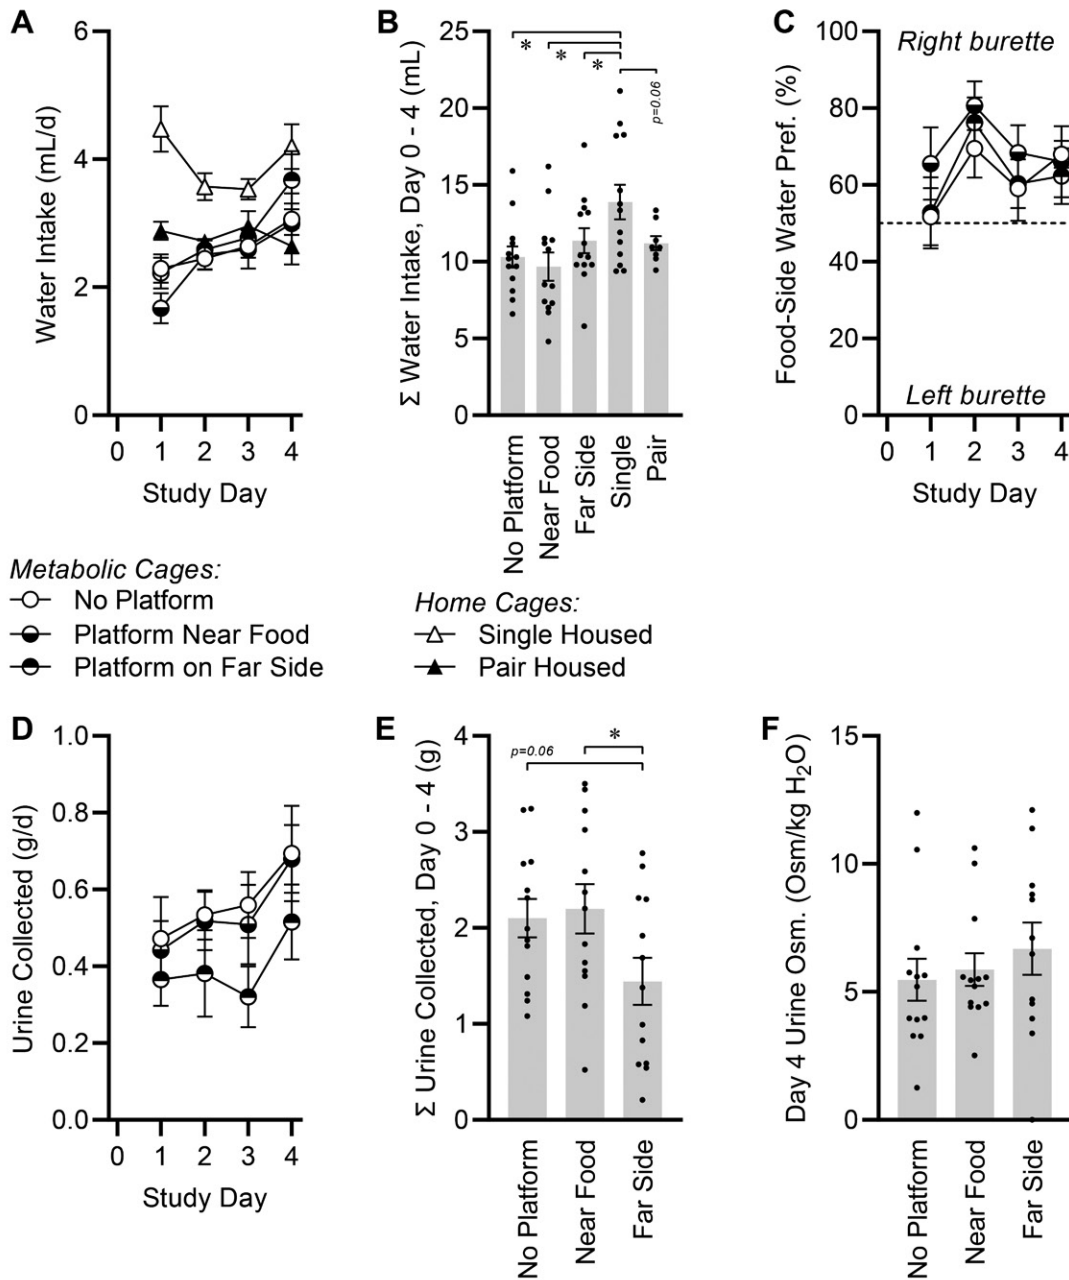 A
Water Intake (mL/d)
6
4
2
0
0 1 2 3 4
Study Day
B
Σ Water Intake, Day 0 - 4 (mL)
25
20
15
10
5
0
* * *
p=0.06
No Platform
Near Food
Far Side
Single
Pair
C
Food-Side Water Pref. (%)
100
80
60
40
20
0
Right burette
Left burette
0 1 2 3 4
Study Day
Metabolic Cages:
No Platform
Platform Near Food
Platform on Far Side
Home Cages:
Single Housed
Pair Housed
D
Urine Collected (g/d)
1.0
0.8
0.6
0.4
0.2
0.0
0 1 2 3 4
Study Day
E
Σ Urine Collected, Day 0 - 4 (g)
4
3
2
1
0
p=0.06
*
No Platform
Near Food
Far Side
F
Day 4 Urine Osm. (Osm/kg H₂O)
15
10
5
0
No Platform
Near Food
Far Side